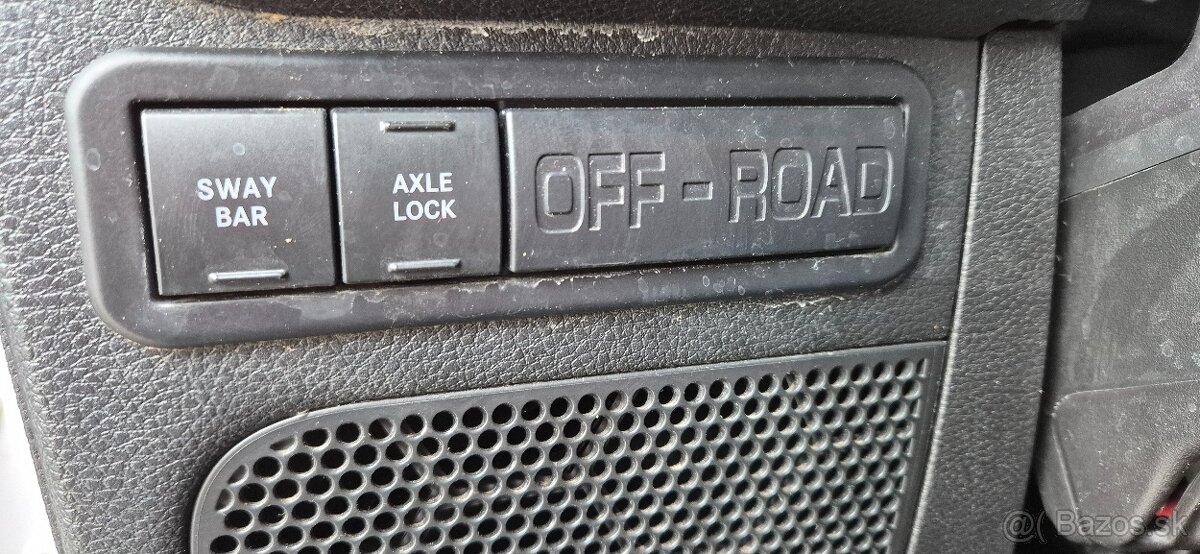 SWAY
BAR
AXLE
LOCK
OFF-ROAD
@( Bazos.sk